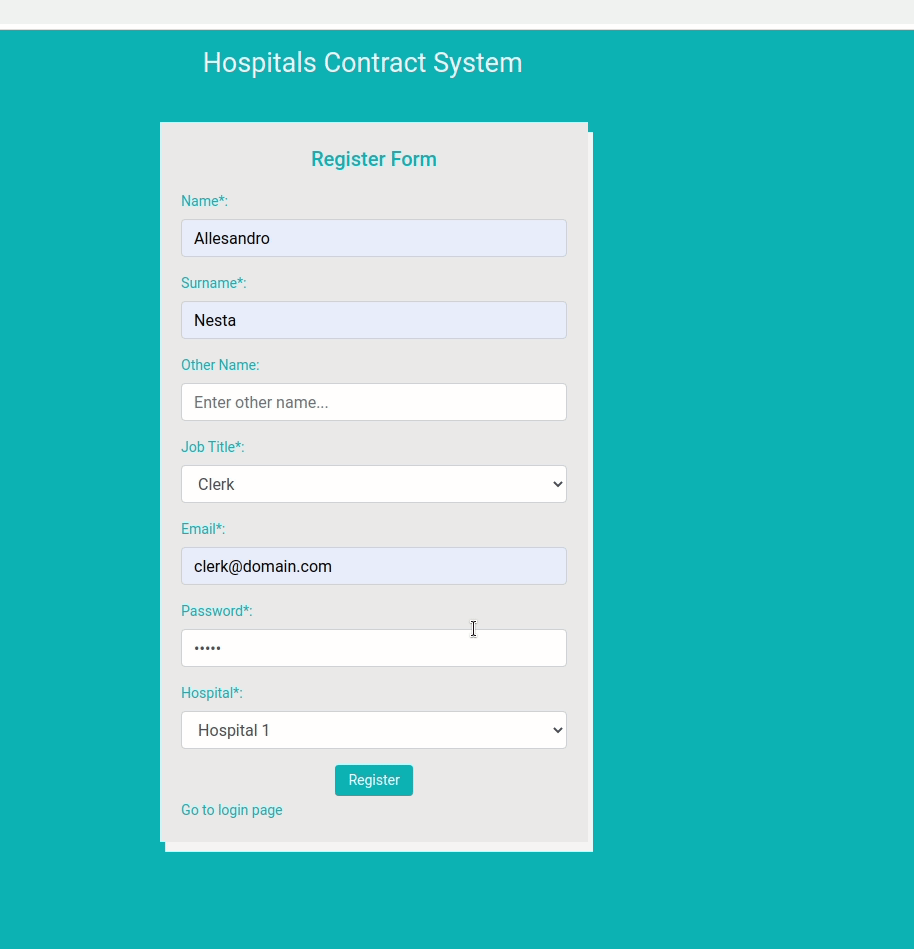 Hospitals Contract System
Register Form
Name*:
Allesandro
Surname*:
Nesta
Other Name:
Enter other name...
Job Title*:
Clerk
Email*:
clerk@domain.com
Password*:
•••••
Hospital*:
Hospital 1
Register
Go to login page